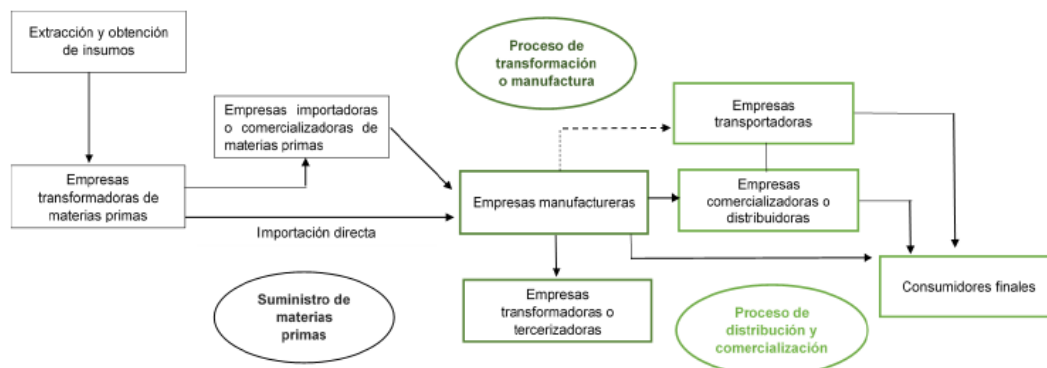 Extracción y obtención
de insumos
Proceso de
transformación
o manufactura
Empresas importadoras
o comercializadoras de
materias primas
Empresas
transportadoras
Empresas
transformadoras de
materias primas
Empresas manufactureras
Empresas
comercializadoras o
distribuidoras
Importación directa
Suministro de
materias
primas
Empresas
transformadoras o
tercerizadoras
Proceso de
distribución y
comercialización
Consumidores finales